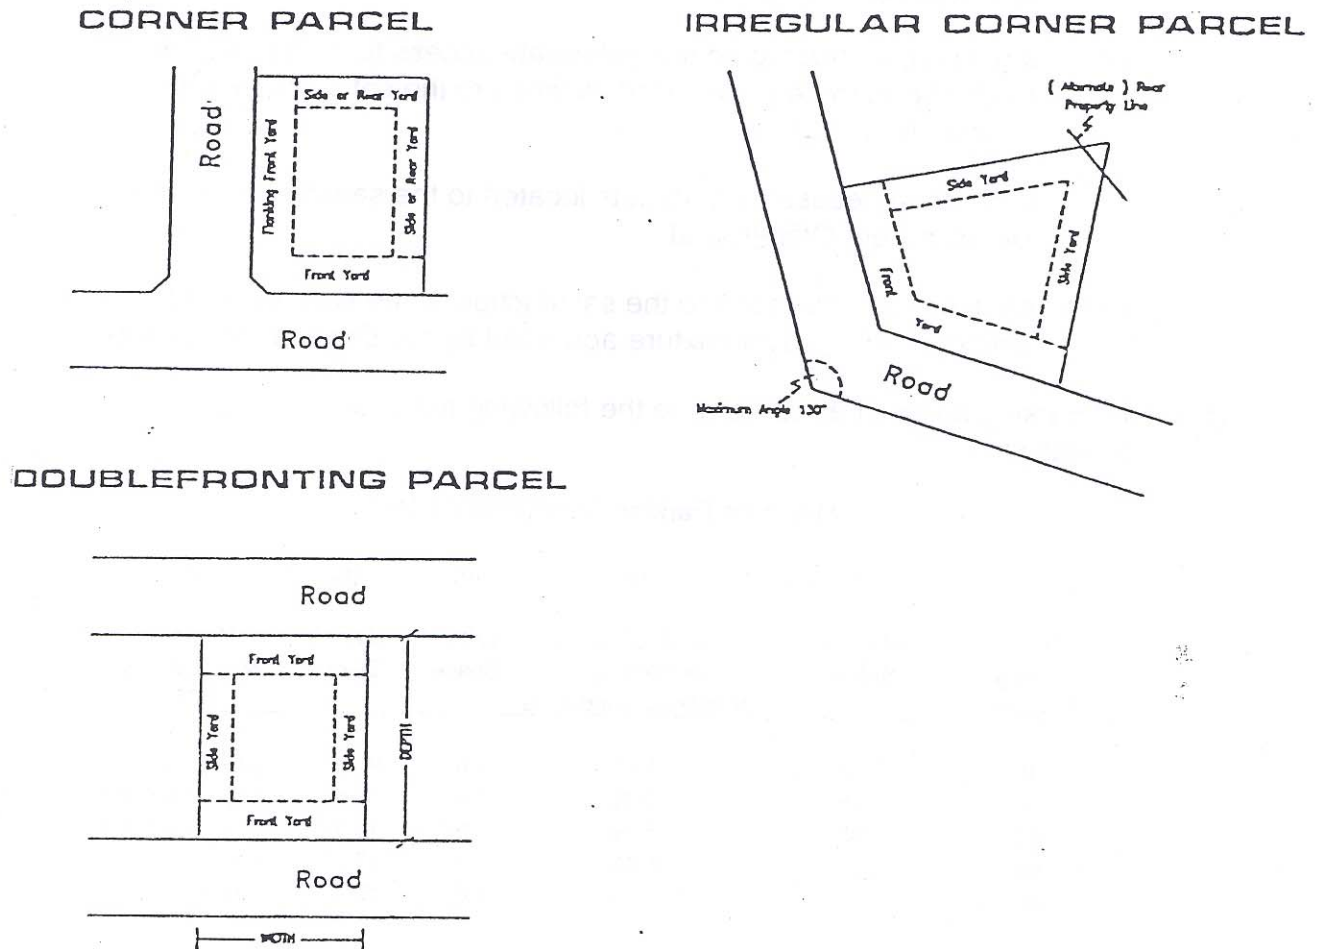 CORNER PARCEL
Road
Side or Rear Yard
Flanking Front Yard
Side or Rear Yard
Front Yard
Road
IRREGULAR CORNER PARCEL
( Alternate ) Rear
Property Line
Side Yard
Side Yard
Front
Yard
Road
Maximum Angle 130°
DOUBLEFRONTING PARCEL
Road
Front Yard
Side Yard
Side Yard
DEPTH
Front Yard
Road
WIDTH